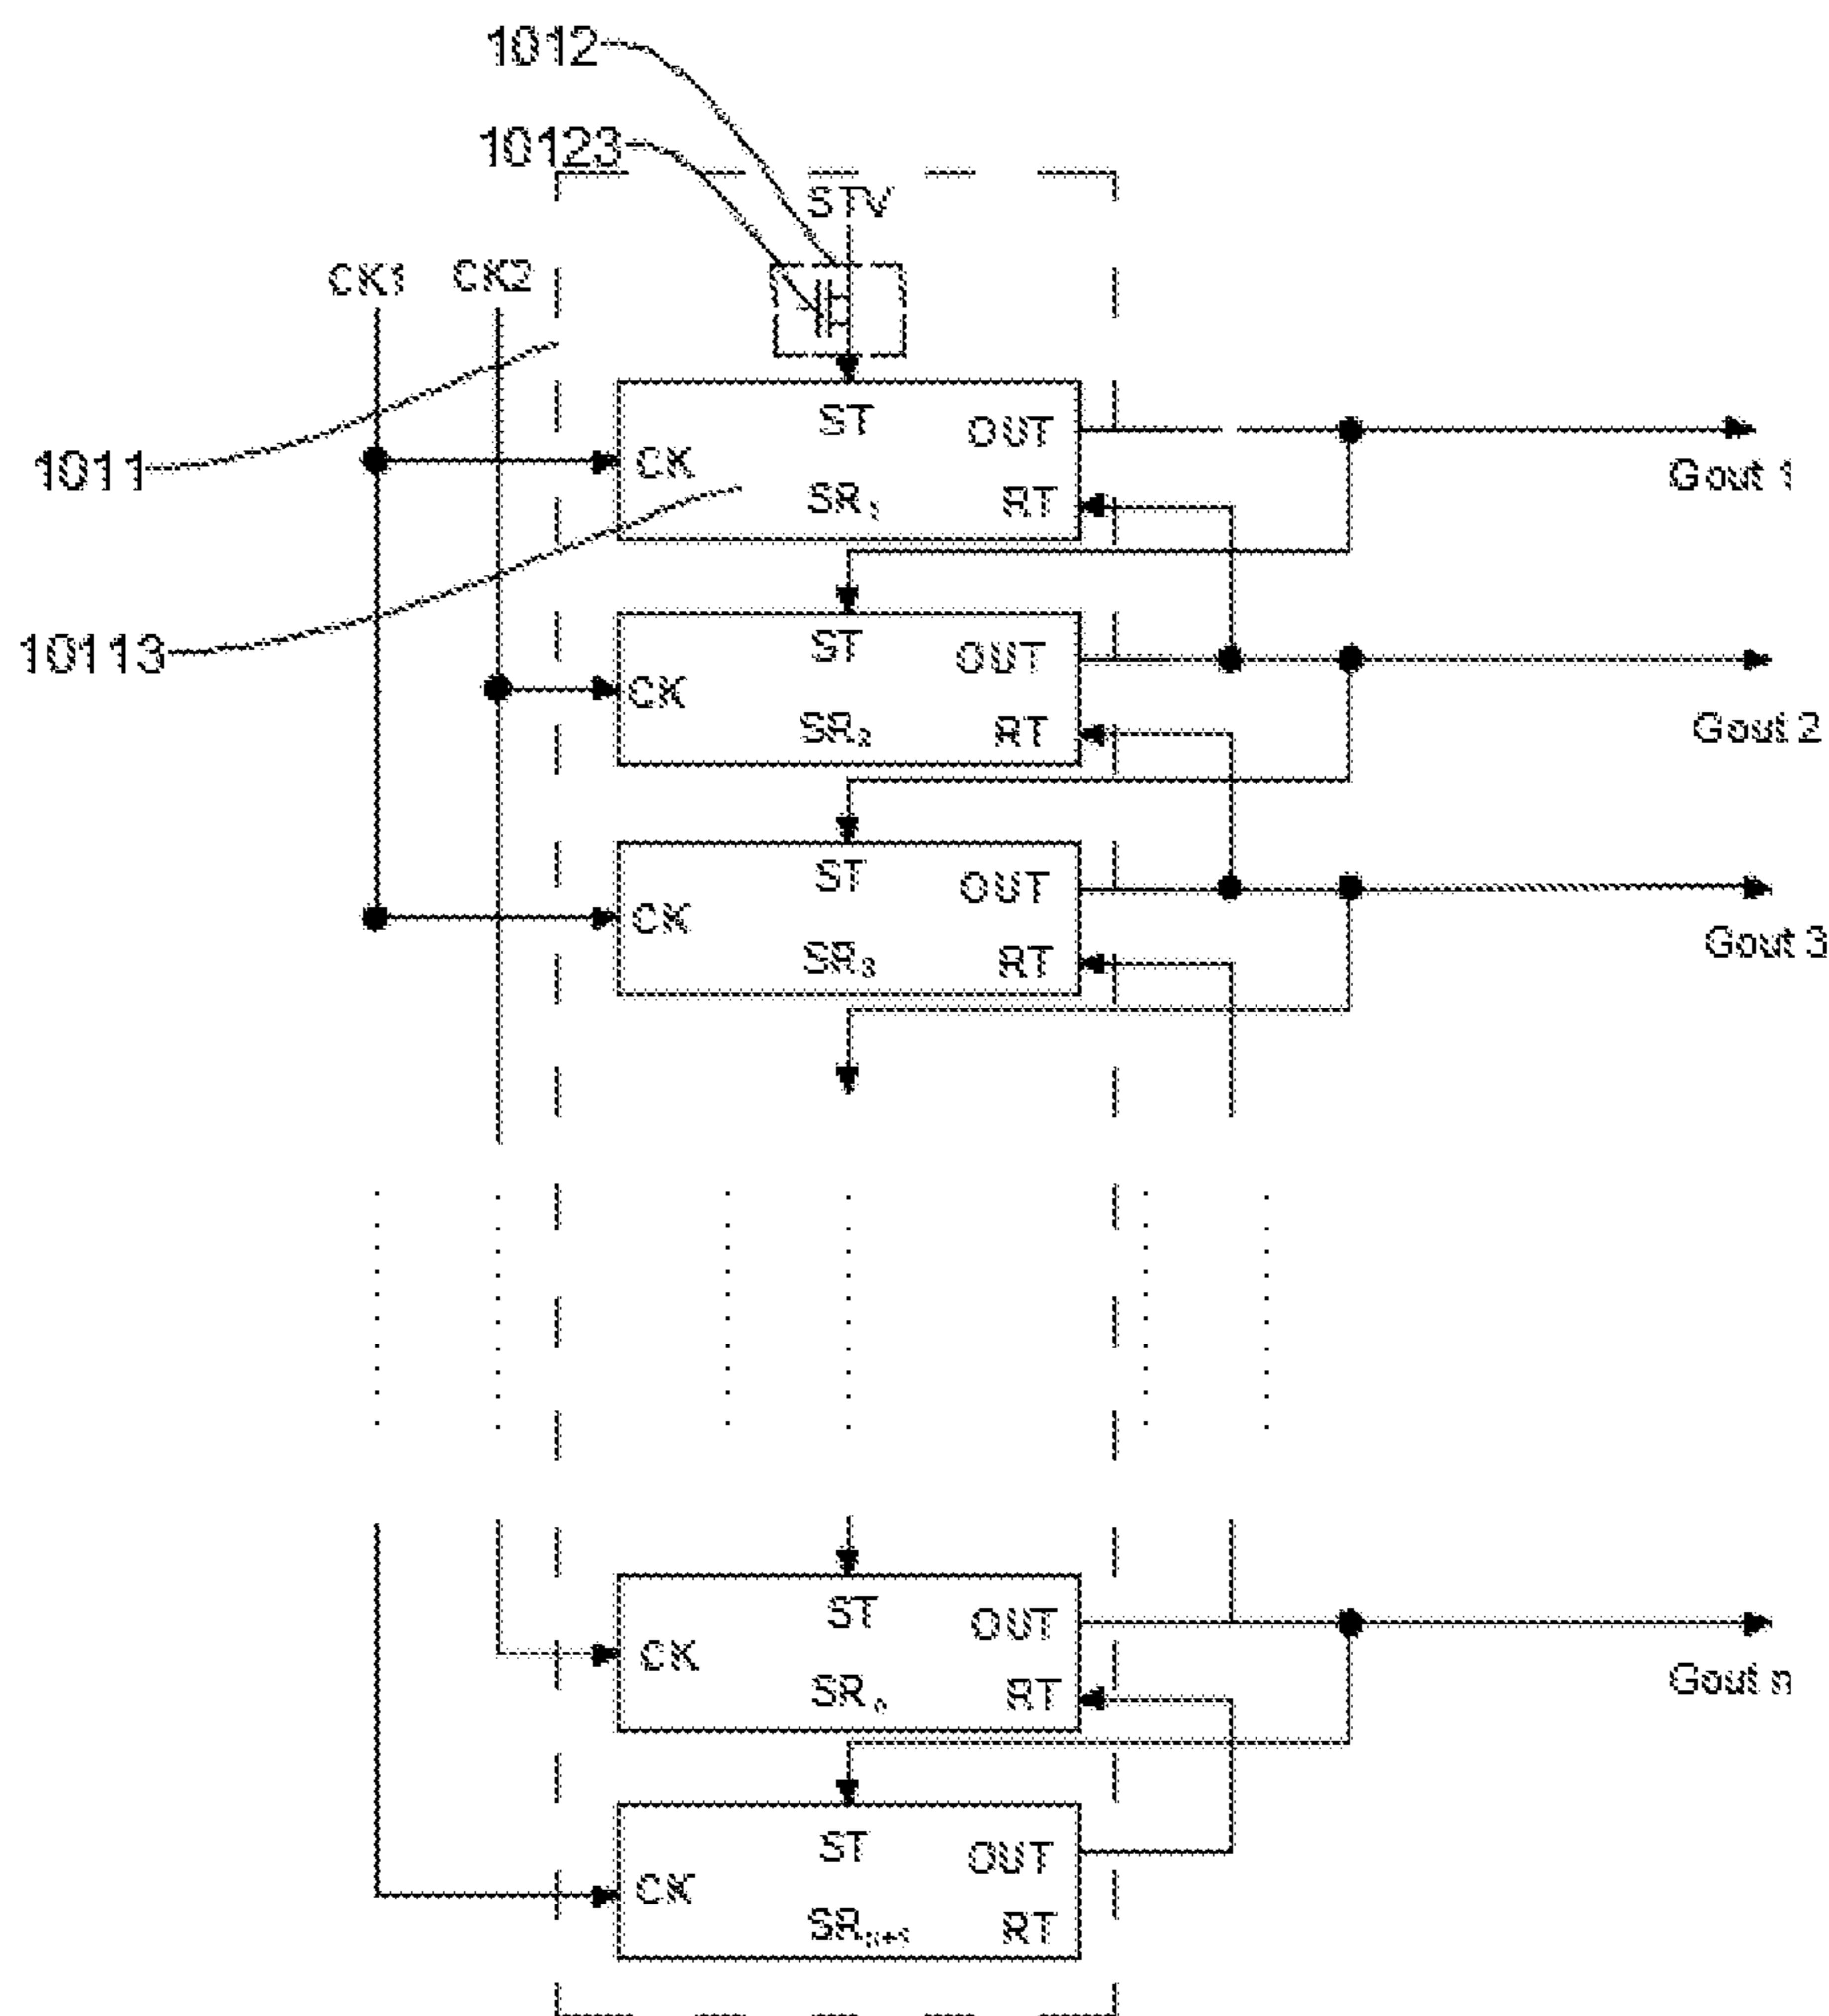 1012
10123
STV
CK1 CK2
ST OUT
1011 CK Gout 1
SR1 RT
10113 ST OUT
CK
SR2 RT Gout 2
ST OUT
CK
SR3 RT Gout 3
ST OUT
CK
SRn RT Gout n
ST OUT
CK
SRn+1 RT